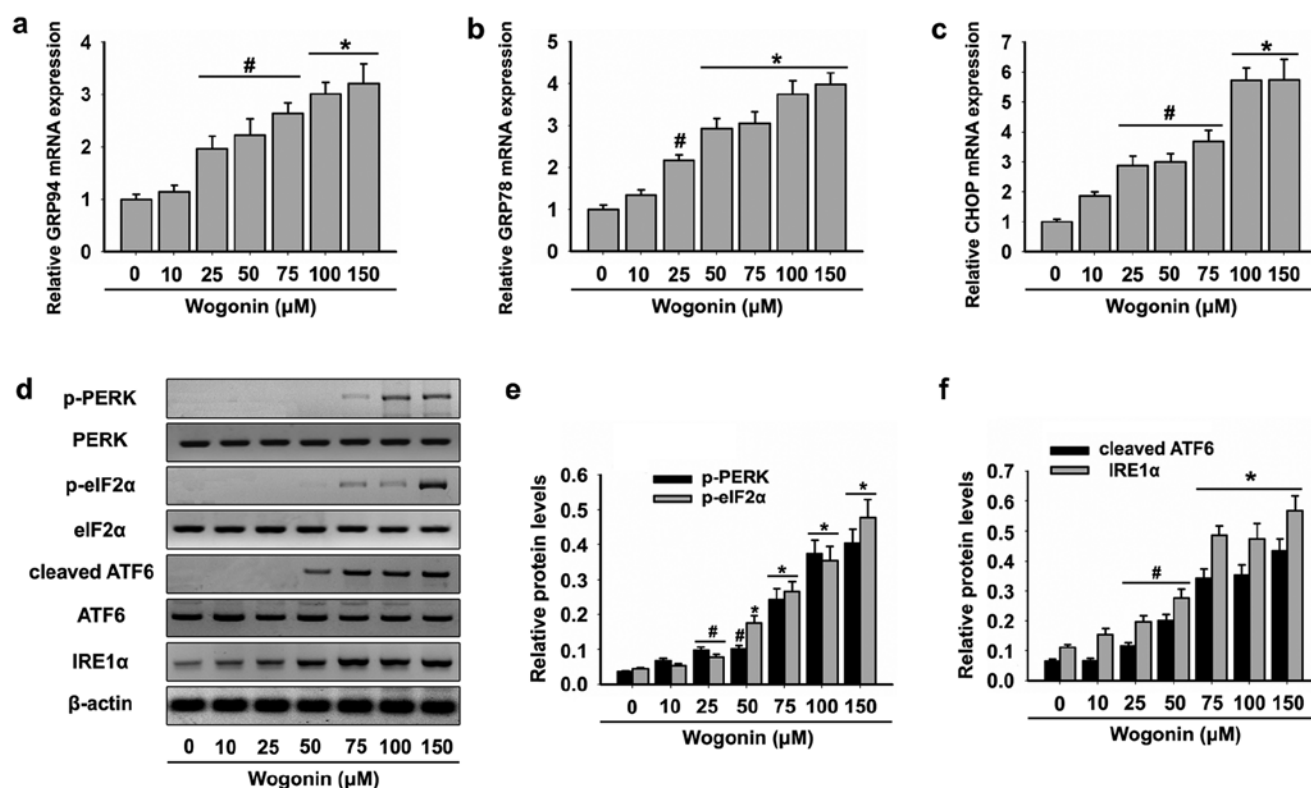 a
Relative GRP94 mRNA expression
4
3
2
1
0
#
*
0 10 25 50 75 100 150
Wogonin (μM)
b
Relative GRP78 mRNA expression
5
4
3
2
1
0
#
*
0 10 25 50 75 100 150
Wogonin (μM)
c
Relative CHOP mRNA expression
7
6
5
4
3
2
1
0
#
*
0 10 25 50 75 100 150
Wogonin (μM)
d
p-PERK
PERK
p-eIF2α
eIF2α
cleaved ATF6
ATF6
IRE1α
β-actin
0 10 25 50 75 100 150
Wogonin (μM)
e
Relative protein levels
0.6
0.5
0.4
0.3
0.2
0.1
0.0
p-PERK
p-eIF2α
#
#
*
*
*
*
0 10 25 50 75 100 150
Wogonin (μM)
f
Relative protein levels
0.7
0.6
0.5
0.4
0.3
0.2
0.1
0.0
cleaved ATF6
IRE1α
#
*
0 10 25 50 75 100 150
Wogonin (μM)